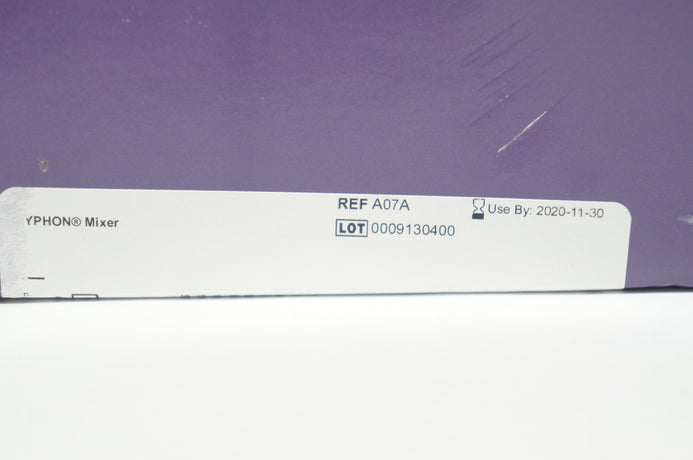 YPHON® Mixer
REF A07A
LOT 0009130400
Use By: 2020-11-30